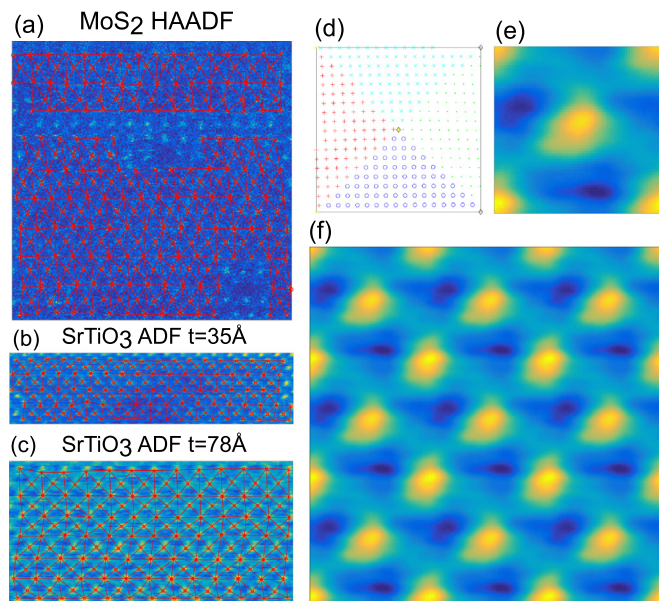 (a) MoS2 HAADF
(d)
(e)
(b) SrTiO3 ADF t=35Å
(c) SrTiO3 ADF t=78Å
(f)